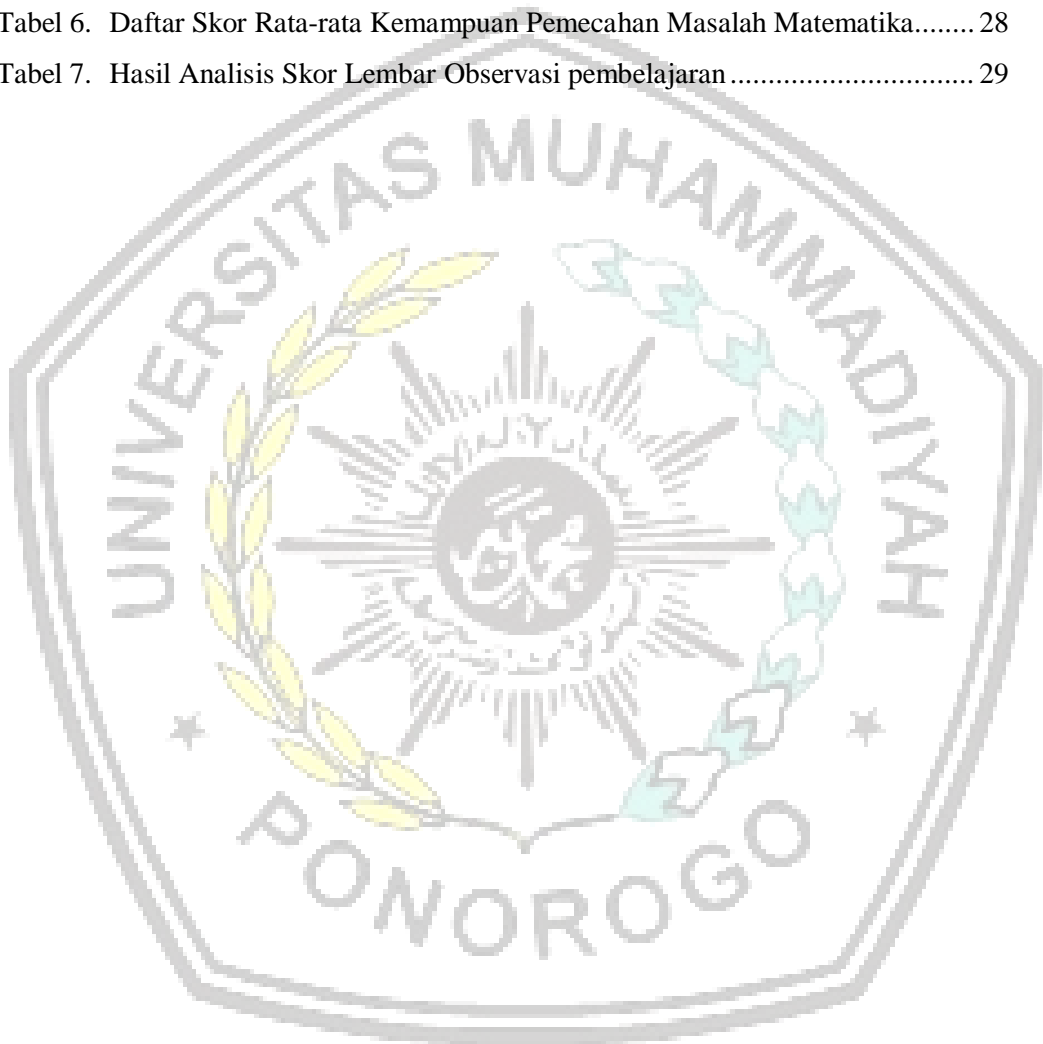 Tabel 6. Daftar Skor Rata-rata Kemampuan Pemecahan Masalah Matematika........ 28
Tabel 7. Hasil Analisis Skor Lembar Observasi pembelajaran ............................... 29
UNIVERSITAS MUHAMMADIYAH
PONOROGO